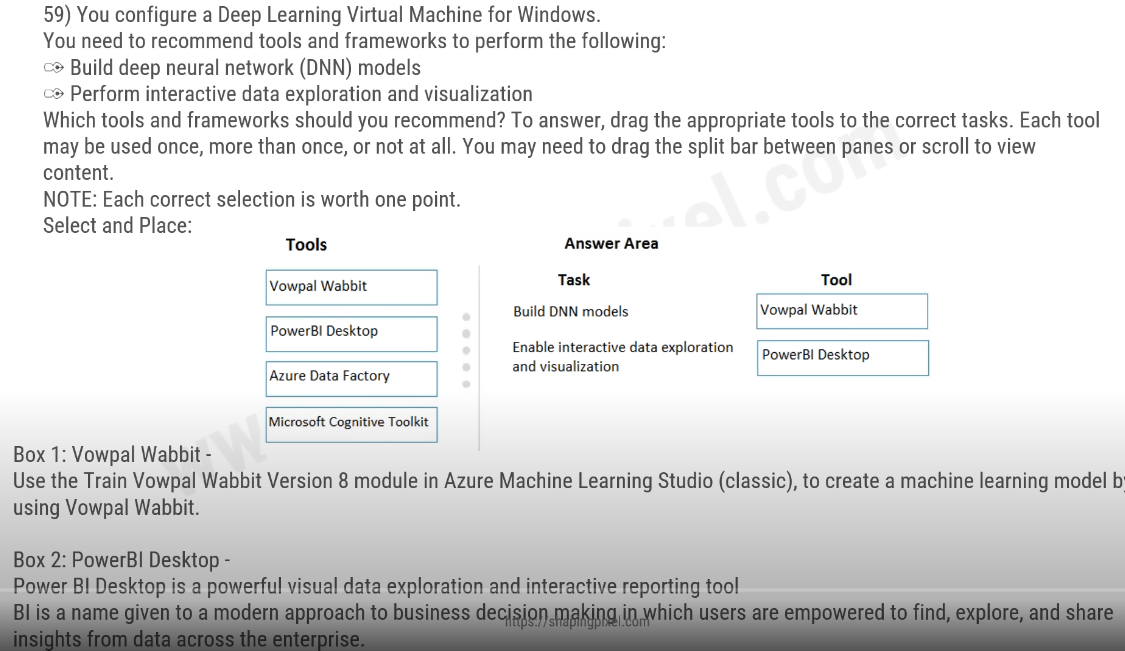 59) You configure a Deep Learning Virtual Machine for Windows.
You need to recommend tools and frameworks to perform the following:
Build deep neural network (DNN) models
Perform interactive data exploration and visualization
Which tools and frameworks should you recommend? To answer, drag the appropriate tools to the correct tasks. Each tool
may be used once, more than once, or not at all. You may need to drag the split bar between panes or scroll to view
content.
NOTE: Each correct selection is worth one point.
Select and Place:
Tools
Vowpal Wabbit
PowerBI Desktop
Azure Data Factory
Microsoft Cognitive Toolkit
Answer Area
Task Tool
Build DNN models Vowpal Wabbit
Enable interactive data exploration
and visualization PowerBI Desktop
Box 1: Vowpal Wabbit -
Use the Train Vowpal Wabbit Version 8 module in Azure Machine Learning Studio (classic), to create a machine learning model by
using Vowpal Wabbit.
Box 2: PowerBI Desktop -
Power BI Desktop is a powerful visual data exploration and interactive reporting tool
BI is a name given to a modern approach to business decision making in which users are empowered to find, explore, and share
insights from data across the enterprise.
https://shapingpixel.com